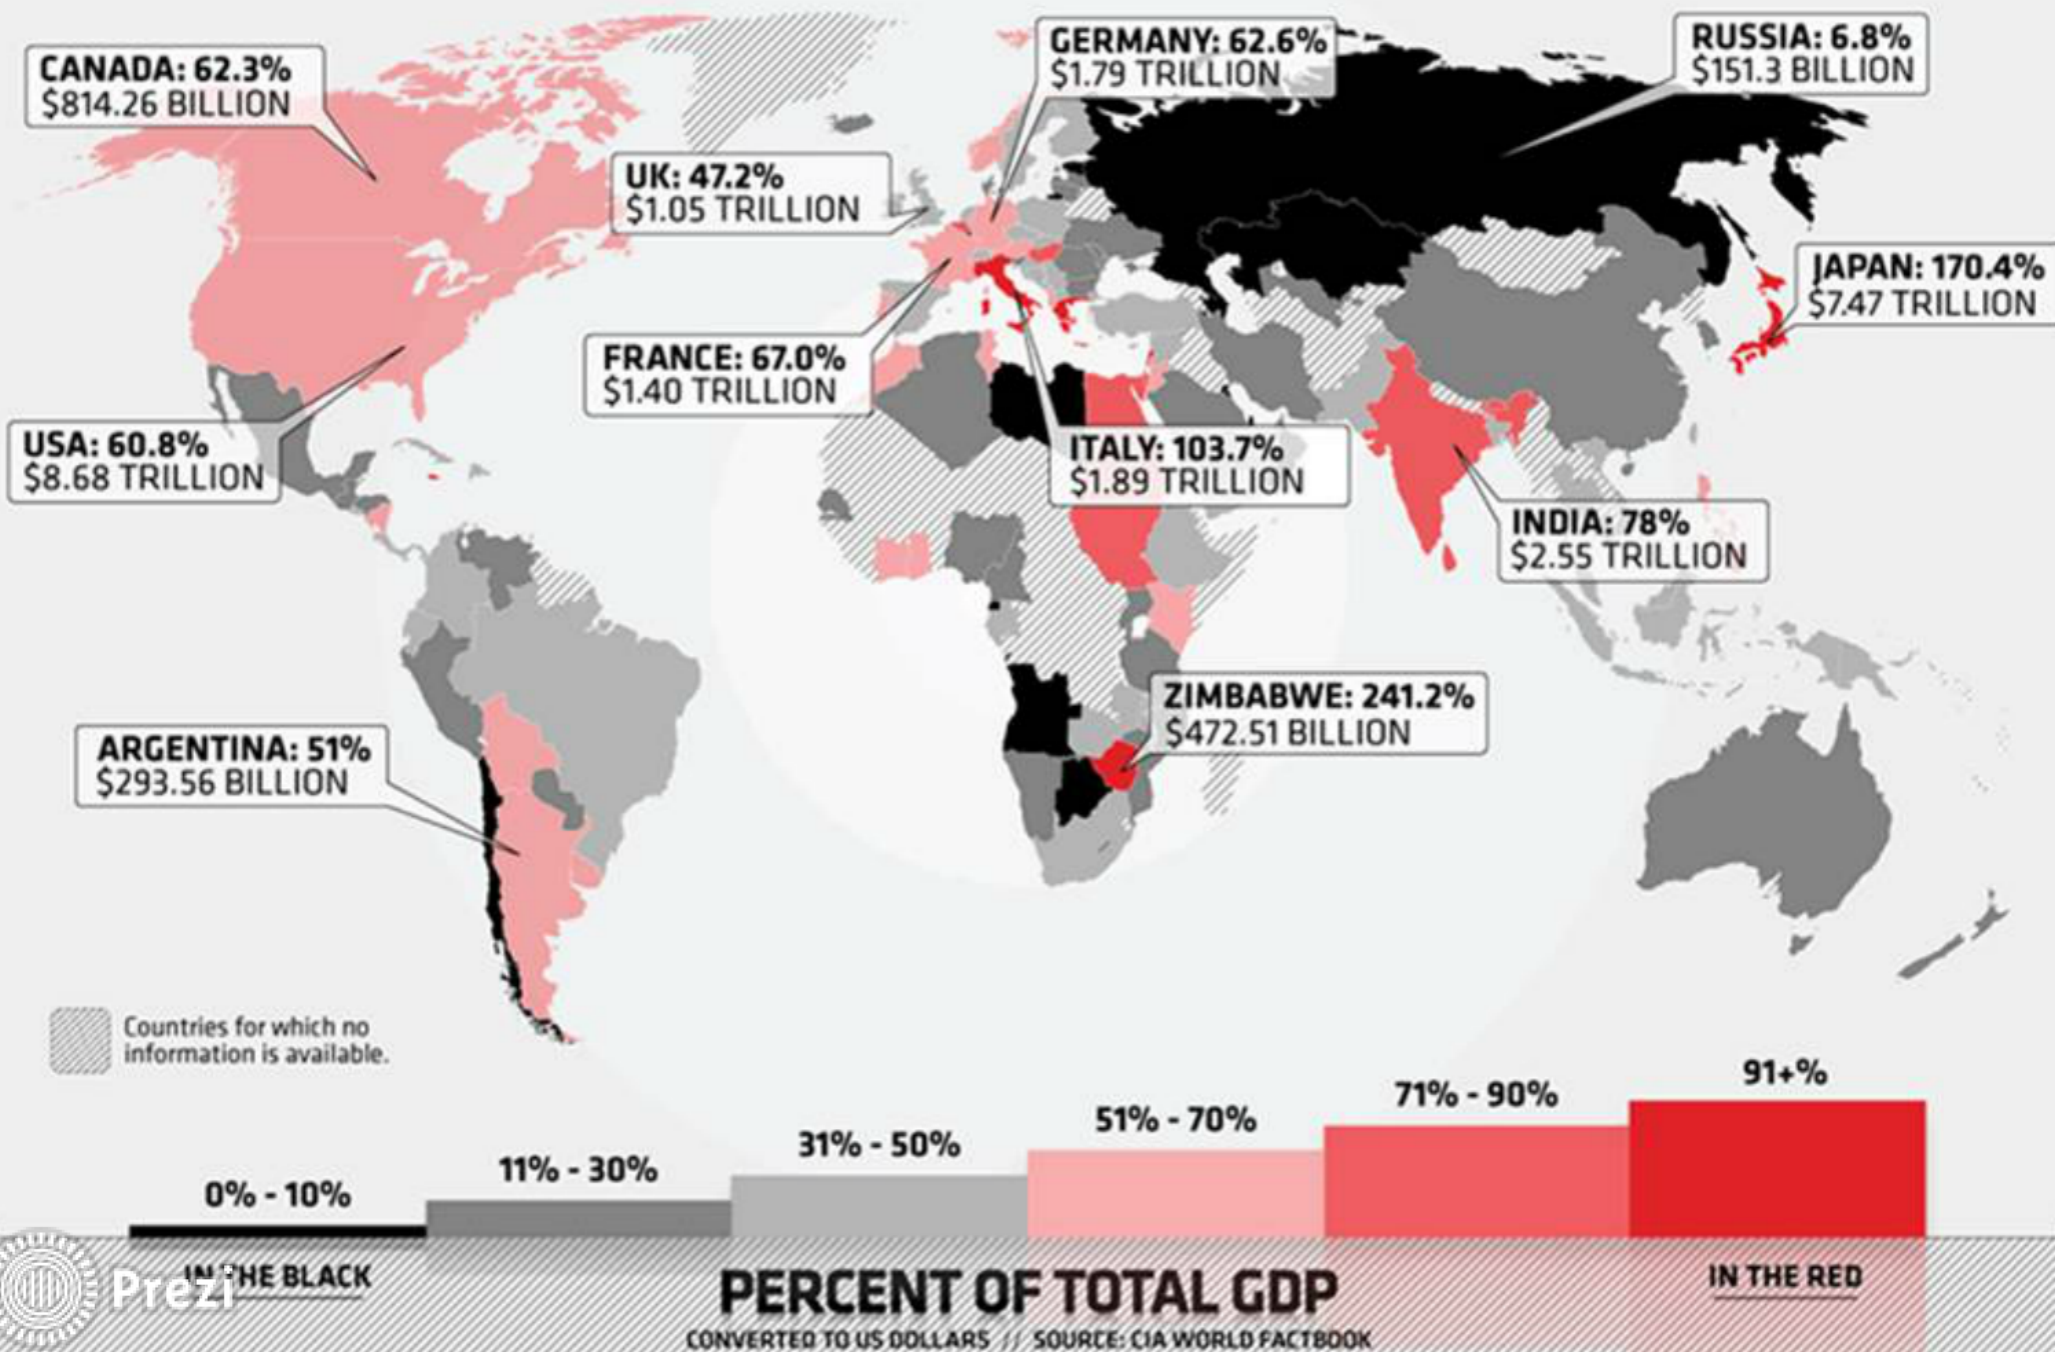 CANADA: 62.3%
$814.26 BILLION
GERMANY: 62.6%
$1.79 TRILLION
RUSSIA: 6.8%
$151.3 BILLION
UK: 47.2%
$1.05 TRILLION
JAPAN: 170.4%
$7.47 TRILLION
FRANCE: 67.0%
$1.40 TRILLION
USA: 60.8%
$8.68 TRILLION
ITALY: 103.7%
$1.89 TRILLION
INDIA: 78%
$2.55 TRILLION
ZIMBABWE: 241.2%
$472.51 BILLION
ARGENTINA: 51%
$293.56 BILLION
Countries for which no
information is available.
0% - 10%
11% - 30%
31% - 50%
51% - 70%
71% - 90%
91+%
IN THE BLACK
Prezi
PERCENT OF TOTAL GDP
IN THE RED
CONVERTED TO US DOLLARS // SOURCE: CIA WORLD FACTBOOK